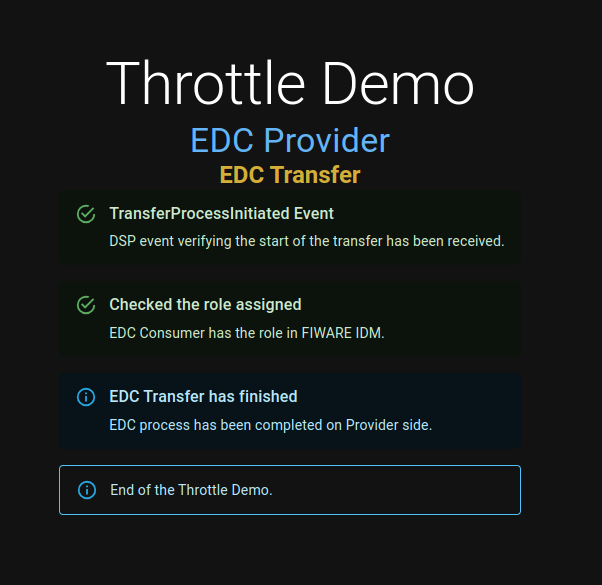 Throttle Demo
EDC Provider
EDC Transfer
TransferProcessInitiated Event
DSP event verifying the start of the transfer has been received.
Checked the role assigned
EDC Consumer has the role in FIWARE IDM.
EDC Transfer has finished
EDC process has been completed on Provider side.
End of the Throttle Demo.